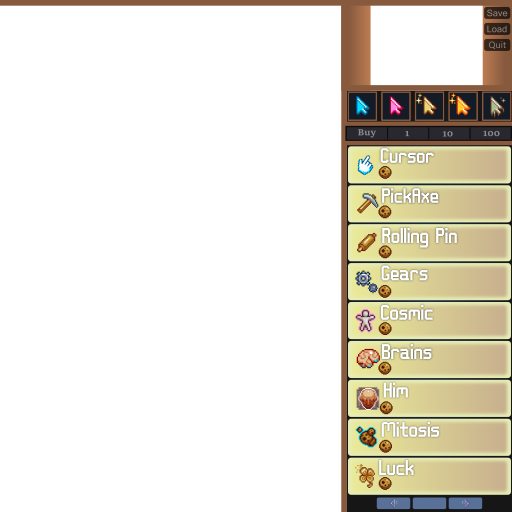 Save
Load
Quit
Buy 1 10 100
Cursor
PickAxe
Rolling Pin
Gears
Cosmic
Brains
Him
Mitosis
Luck